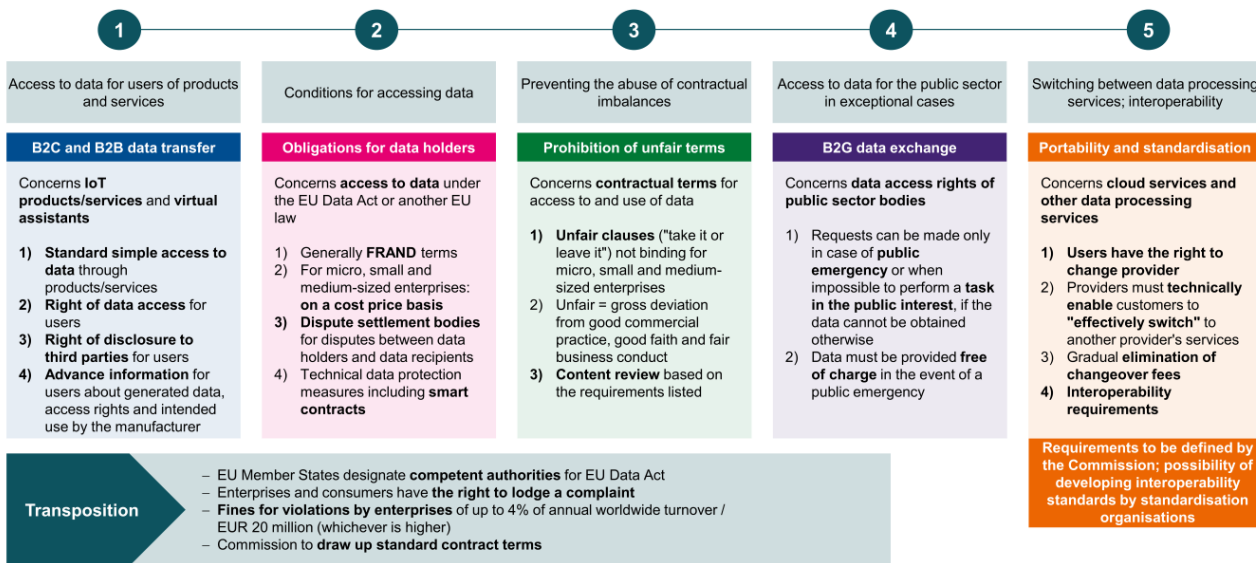 1
2
3
4
5
Access to data for users of products
and services
Conditions for accessing data
Preventing the abuse of contractual
imbalances
Access to data for the public sector
in exceptional cases
Switching between data processing
services; interoperability
B2C and B2B data transfer
Concerns IoT
products/services and virtual
assistants
1) Standard simple access to
data through
products/services
2) Right of data access for
users
3) Right of disclosure to
third parties for users
4) Advance information for
users about generated data,
access rights and intended
use by the manufacturer
Obligations for data holders
Concerns access to data under
the EU Data Act or another EU
law
1) Generally FRAND terms
2) For micro, small and
medium-sized enterprises:
on a cost price basis
3) Dispute settlement bodies
for disputes between data
holders and data recipients
4) Technical data protection
measures including smart
contracts
Prohibition of unfair terms
Concerns contractual terms for
access to and use of data
1) Unfair clauses ("take it or
leave it") not binding for
micro, small and medium-
sized enterprises
2) Unfair = gross deviation
from good commercial
practice, good faith and fair
business conduct
3) Content review based on
the requirements listed
B2G data exchange
Concerns data access rights of
public sector bodies
1) Requests can be made only
in case of public
emergency or when
impossible to perform a task
in the public interest, if the
data cannot be obtained
otherwise
2) Data must be provided free
of charge in the event of a
public emergency
Portability and standardisation
Concerns cloud services and
other data processing
services
1) Users have the right to
change provider
2) Providers must technically
enable customers to
"effectively switch" to
another provider's services
3) Gradual elimination of
changeover fees
4) Interoperability
requirements
Requirements to be defined by
the Commission; possibility of
developing interoperability
standards by standardisation
organisations
Transposition
– EU Member States designate competent authorities for EU Data Act
– Enterprises and consumers have the right to lodge a complaint
– Fines for violations by enterprises of up to 4% of annual worldwide turnover /
EUR 20 million (whichever is higher)
– Commission to draw up standard contract terms